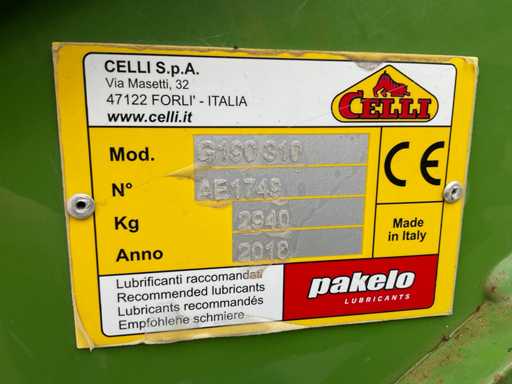 CELLI S.p.A.
Via Masetti, 32
47122 FORLI' - ITALIA
www.celli.it
CELLI
Mod. G190 310
N° AE1748
Kg 2940
Anno 2018
CE
Made
in Italy
Lubrificanti raccomandati
Recommended lubricants
Lubricants recommandés
Empfohlene schmiere
pakelo
LUBRICANTS